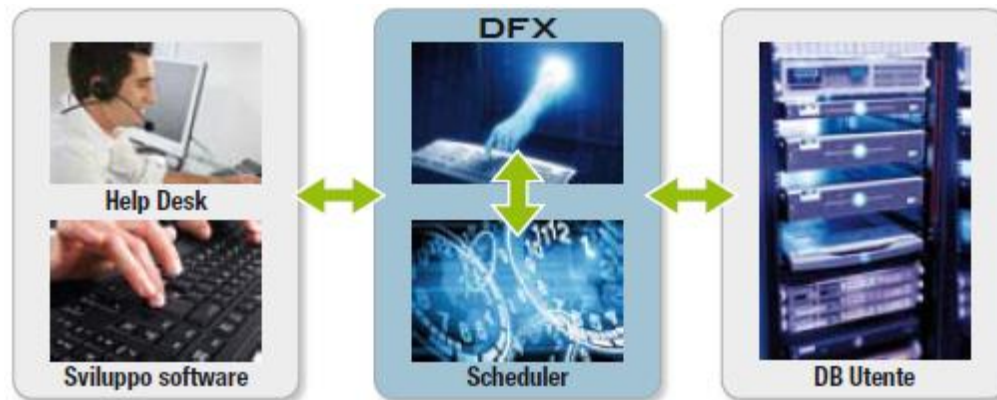 DFX
Help Desk
Sviluppo software
Scheduler
DB Utente